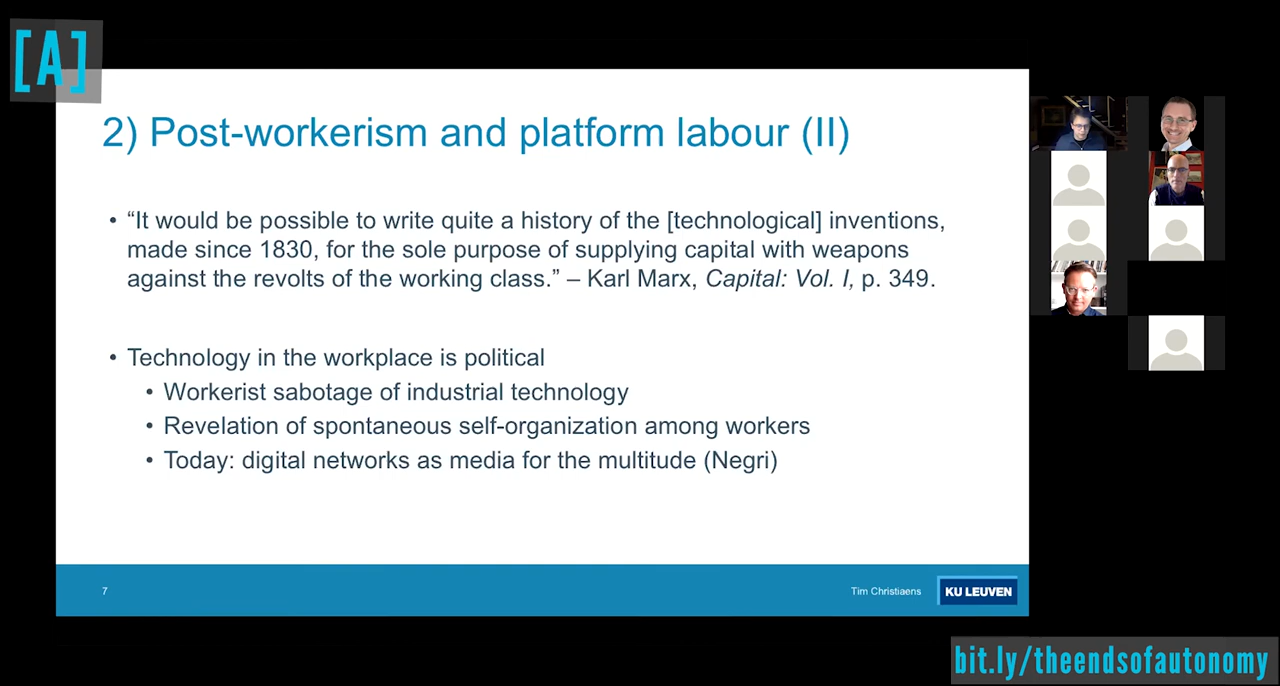 [A]
2) Post-workerism and platform labour (II)
• “It would be possible to write quite a history of the [technological] inventions,
made since 1830, for the sole purpose of supplying capital with weapons
against the revolts of the working class.” – Karl Marx, Capital: Vol. I, p. 349.
• Technology in the workplace is political
• Workerist sabotage of industrial technology
• Revelation of spontaneous self-organization among workers
• Today: digital networks as media for the multitude (Negri)
7
Tim Christiaens
KU LEUVEN
bit.ly/theendsofautonomy